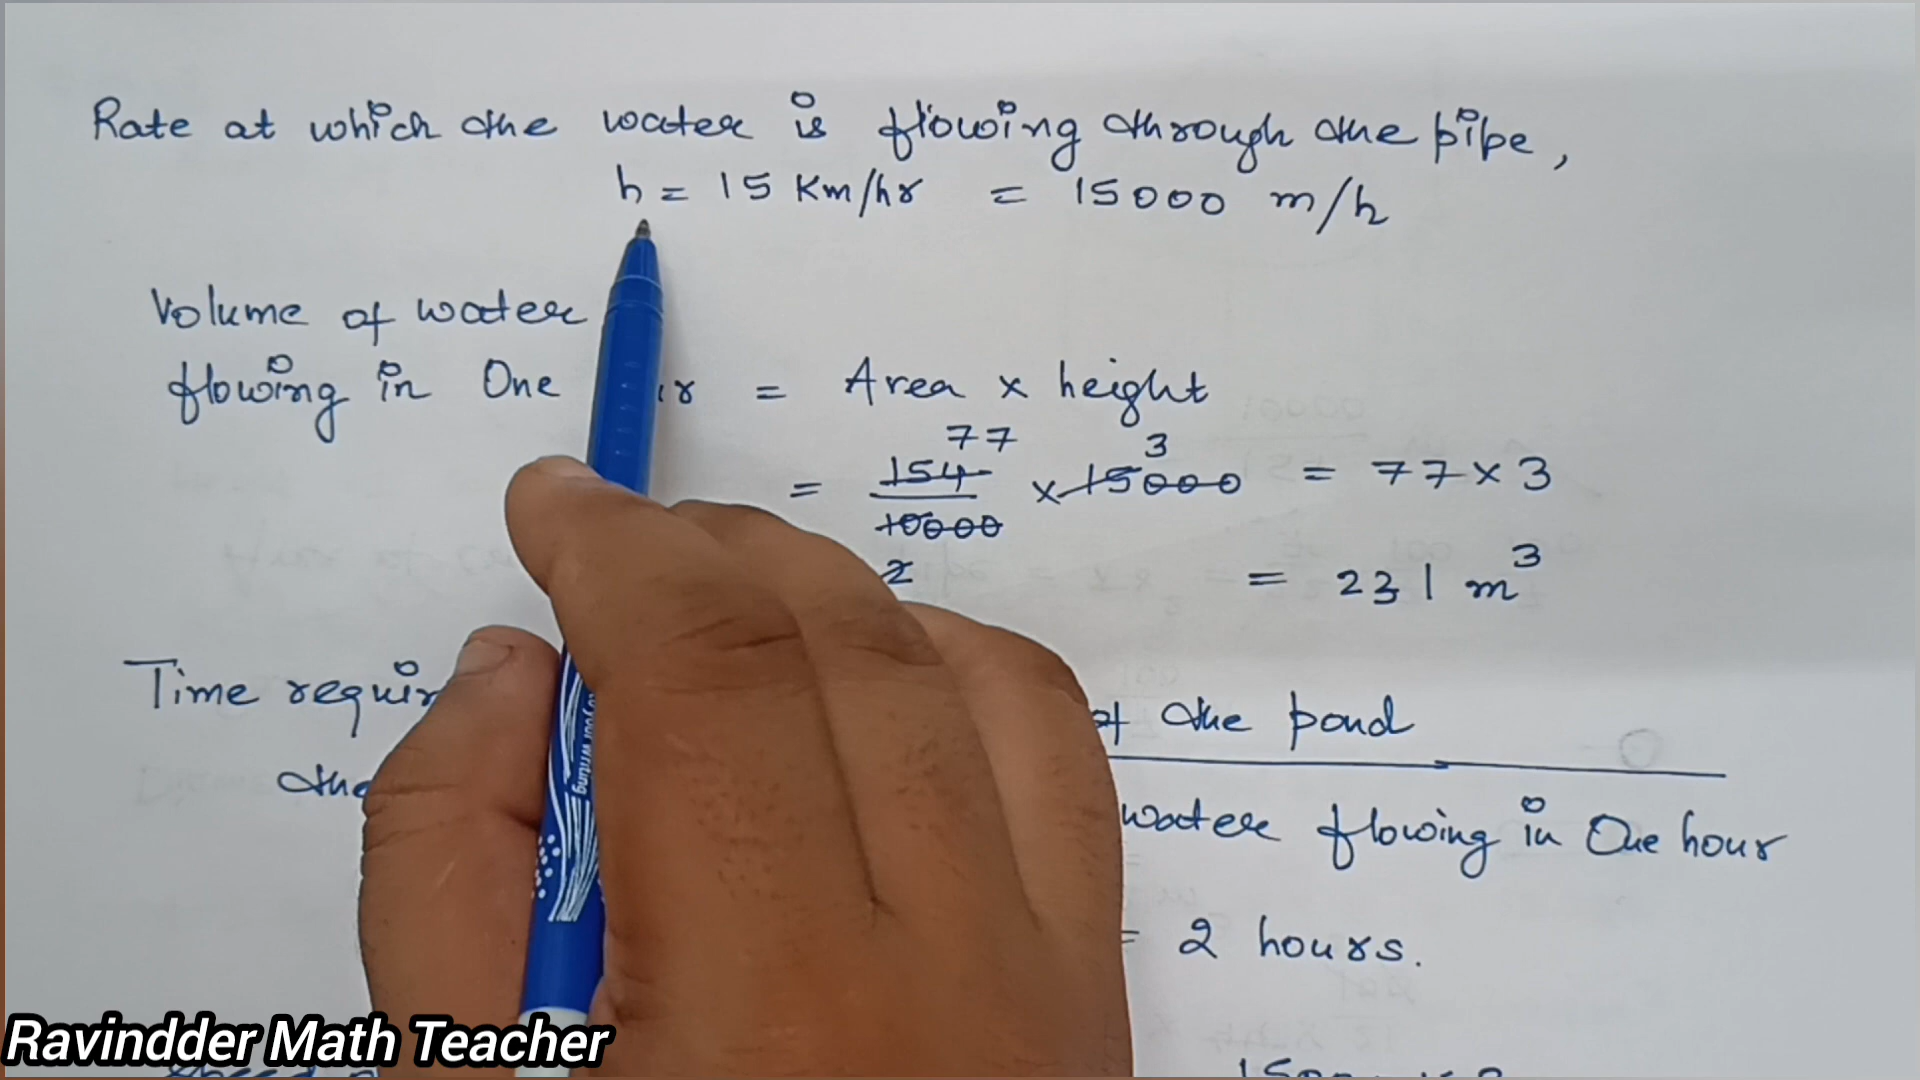 Rate at which the water is flowing through the pipe,
h = 15 Km/hr = 15000 m/h
Volume of water
flowing in One = Area x height
77 3
= 154/10000 x 15000 = 77 x 3
2
= 231 m³
Time of the pond
the water flowing in One hour
= 2 hours.
Ravindder Math Teacher